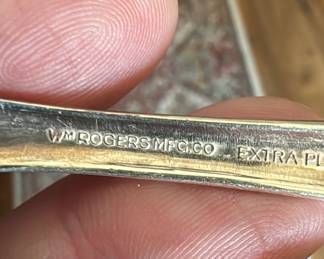 WM ROGERS MFG.CO - EXTRA PL